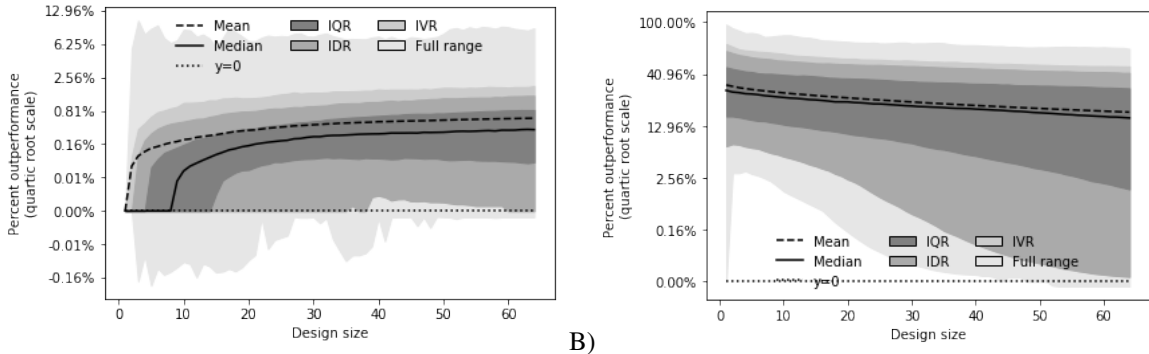 12.96%
6.25%
2.56%
0.81%
0.16%
0.01%
0.00%
-0.01%
-0.16%
Percent outperformance
(quartic root scale)
Mean
Median
y=0
IQR
IDR
IVR
Full range
0 10 20 30 40 50 60
Design size
B)
100.00%
40.96%
12.96%
2.56%
0.16%
0.00%
Percent outperformance
(quartic root scale)
Mean
Median
y=0
IQR
IDR
IVR
Full range
0 10 20 30 40 50 60
Design size